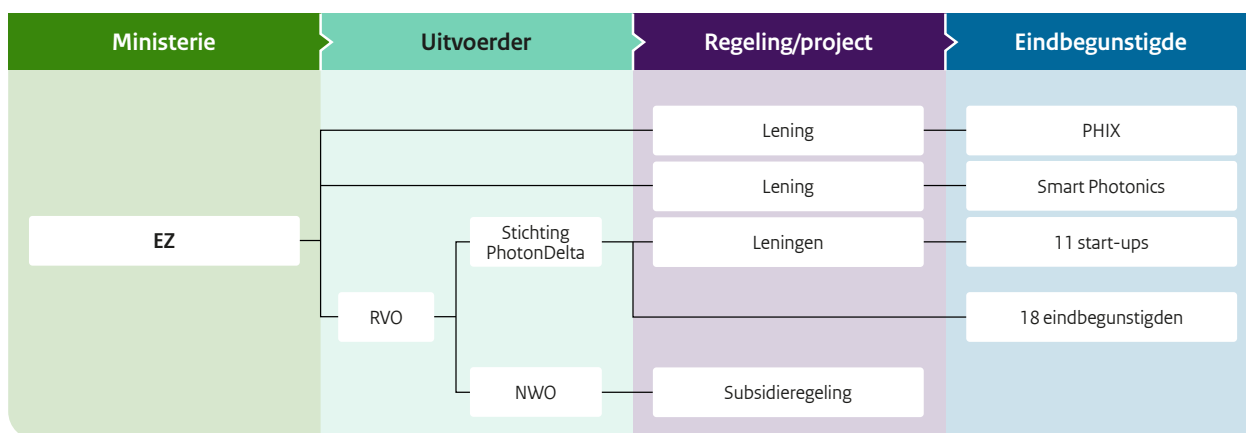 Ministerie
Uitvoerder
Regeling/project
Eindbegunstigde
Lening
PHIX
Lening
Smart Photonics
EZ
Stichting
PhotonDelta
Leningen
11 start-ups
RVO
18 eindbegunstigden
NWO
Subsidieregeling